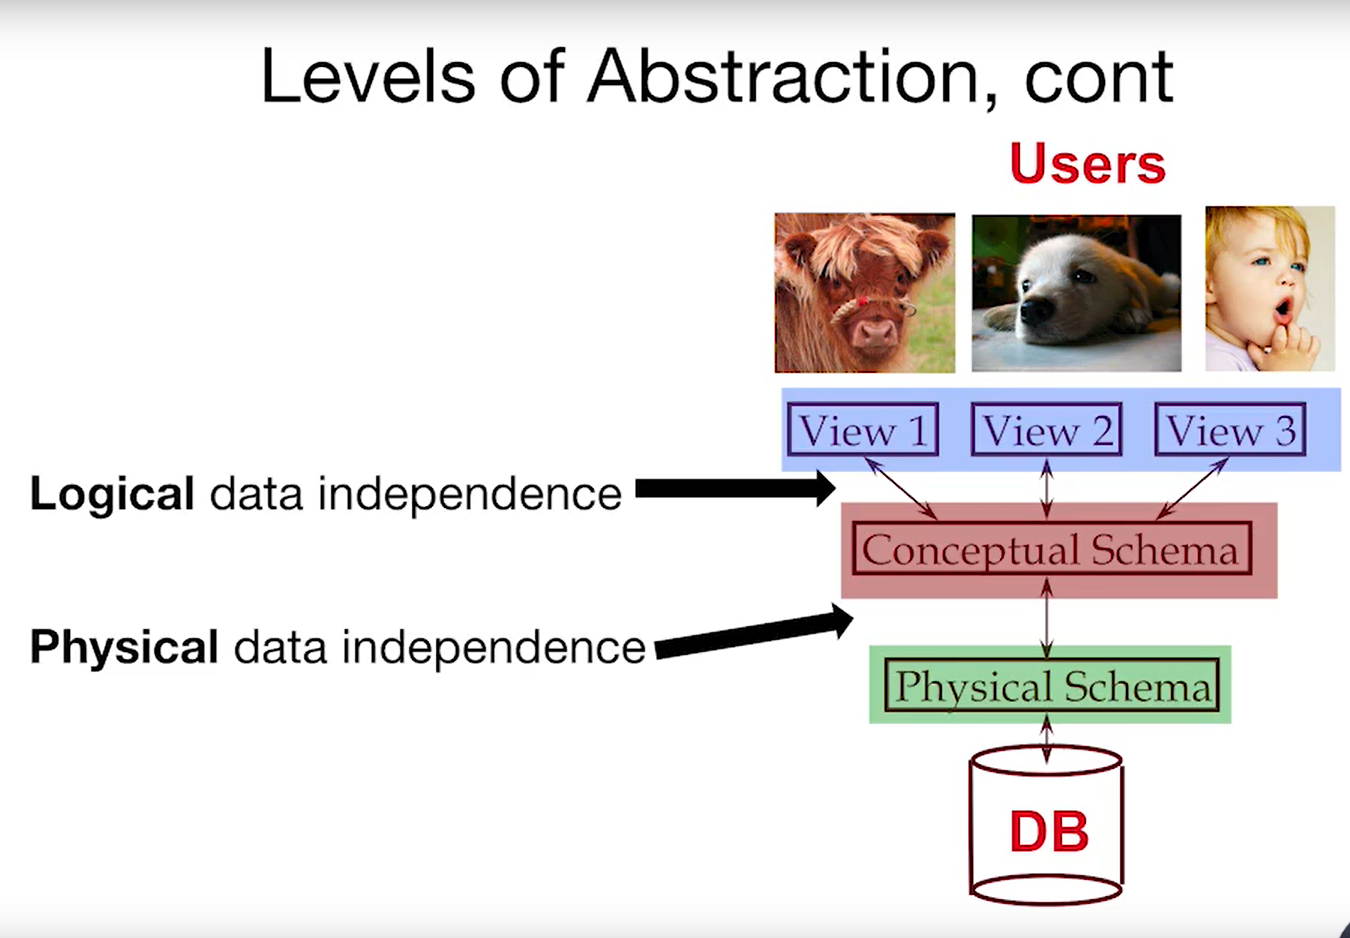 Levels of Abstraction, cont
Users
View 1
View 2
View 3
Logical data independence
Conceptual Schema
Physical data independence
Physical Schema
DB